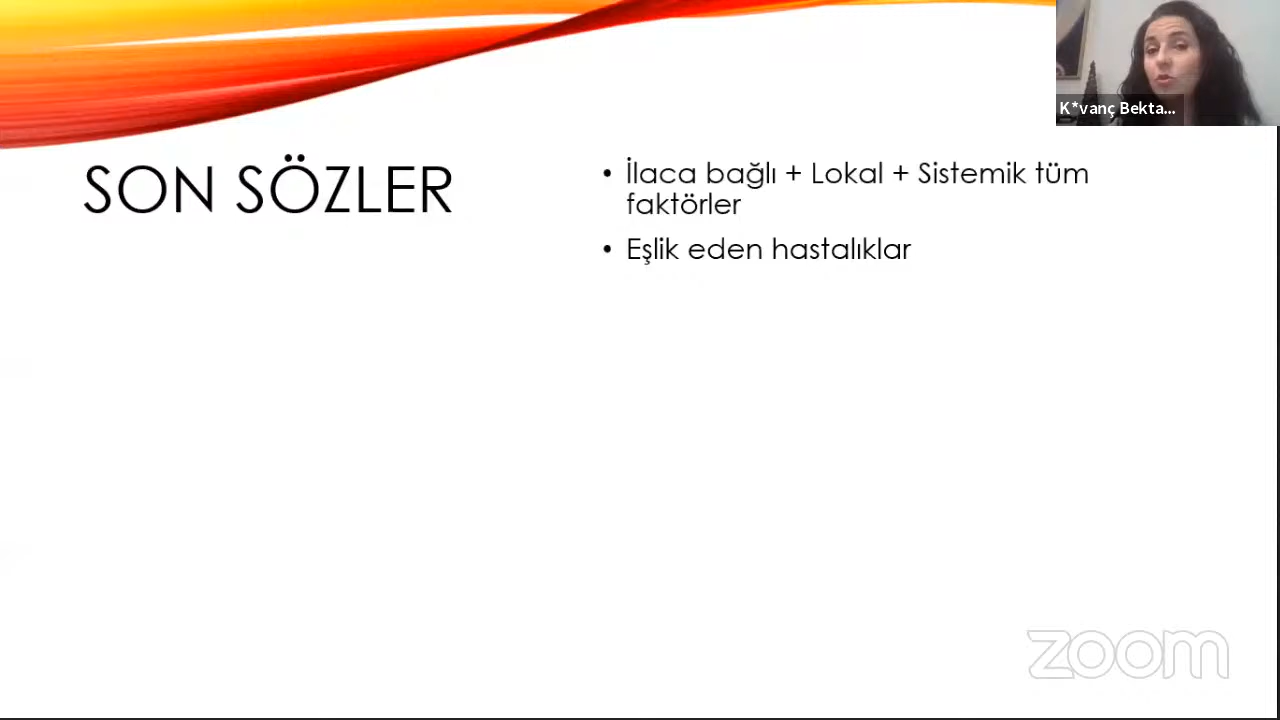 K*vanç Bekta...
SON SÖZLER
• İlaca bağlı + Lokal + Sistemik tüm
faktörler
• Eşlik eden hastalıklar
zoom